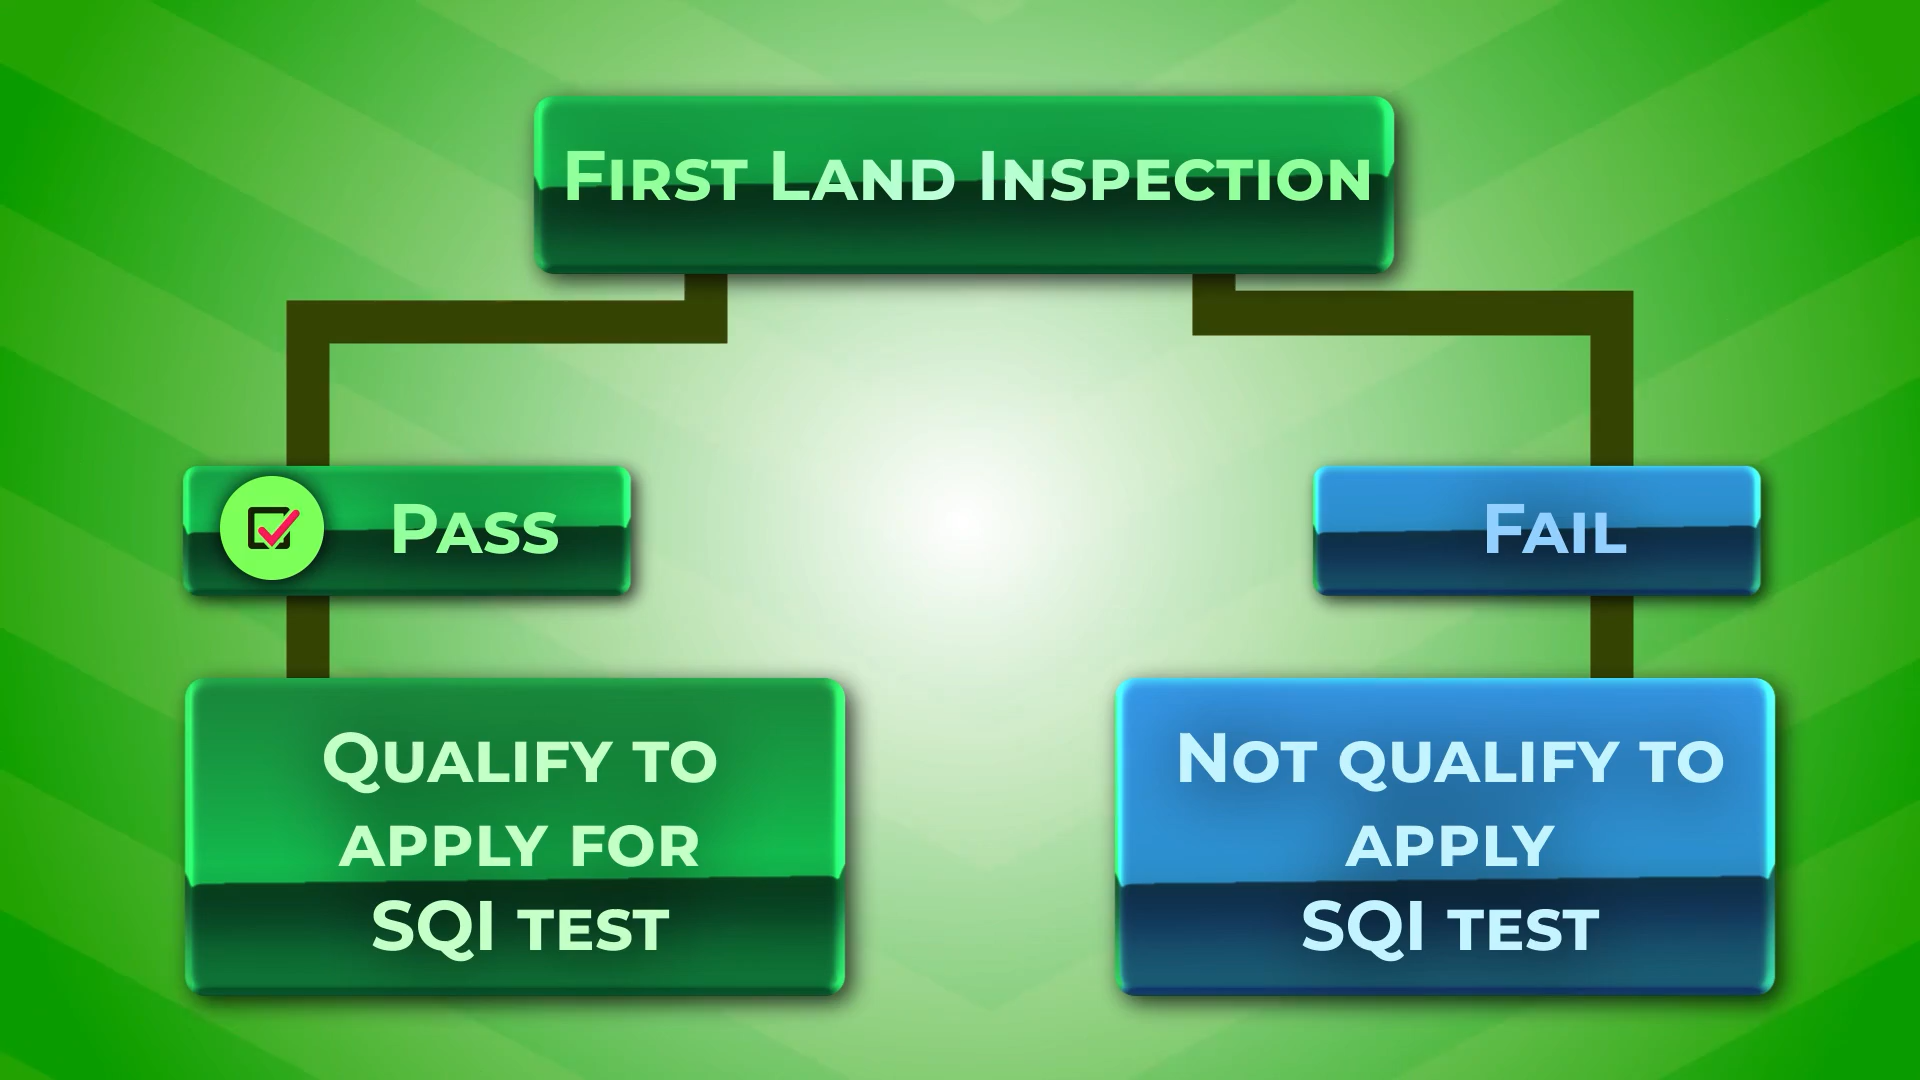 First Land Inspection
Pass
Fail
Qualify to
apply for
SQI test
Not qualify to
apply
SQI test